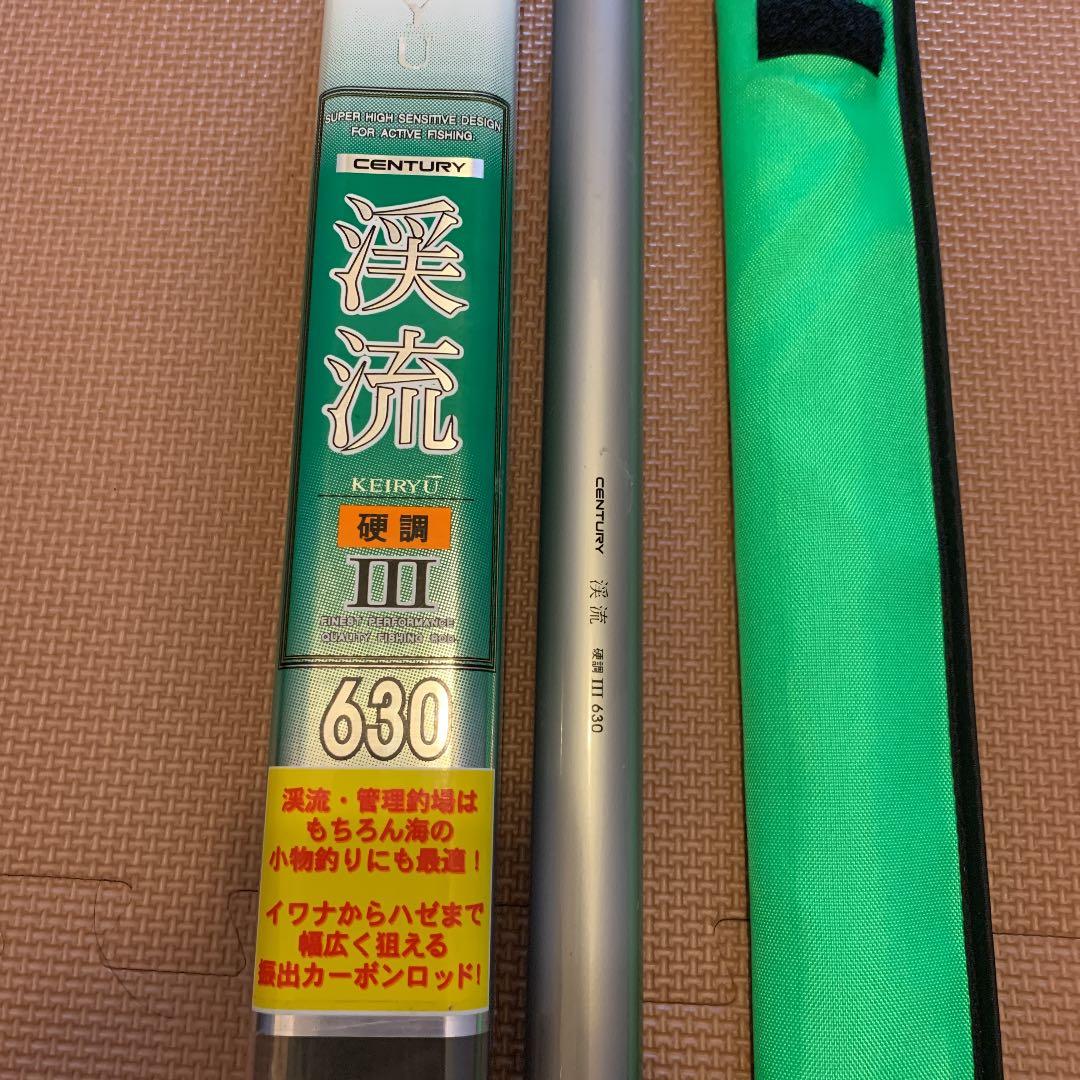 YU
SUPER HIGH SENSITIVE DESIGN
FOR ACTIVE FISHING.
CENTURY
渓流
KEIRYŪ
硬調
III
FINEST PERFORMANCE
QUALITY FISHING ROD.
630
渓流・管理釣場は
もちろん海の
小物釣りにも最適!
イワナからハゼまで
幅広く狙える
振出カーボンロッド!
CENTURY 渓流 硬調 III 630